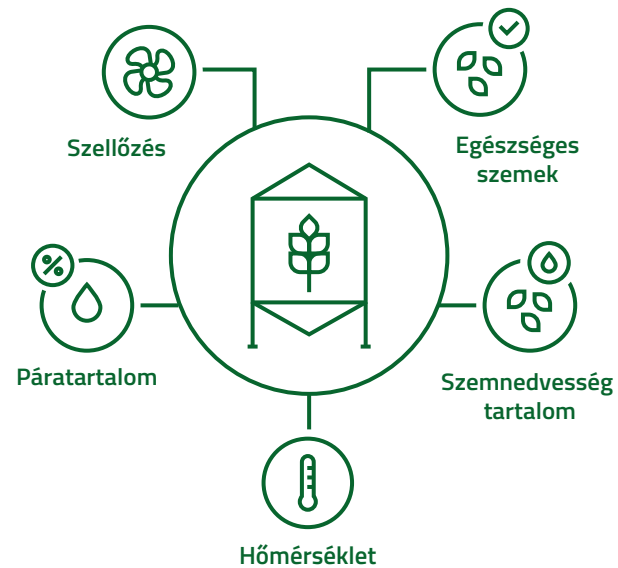 Szellőzés
Egészséges
szemek
Páratartalom
Szemnedvesség
tartalom
Hőmérséklet
%